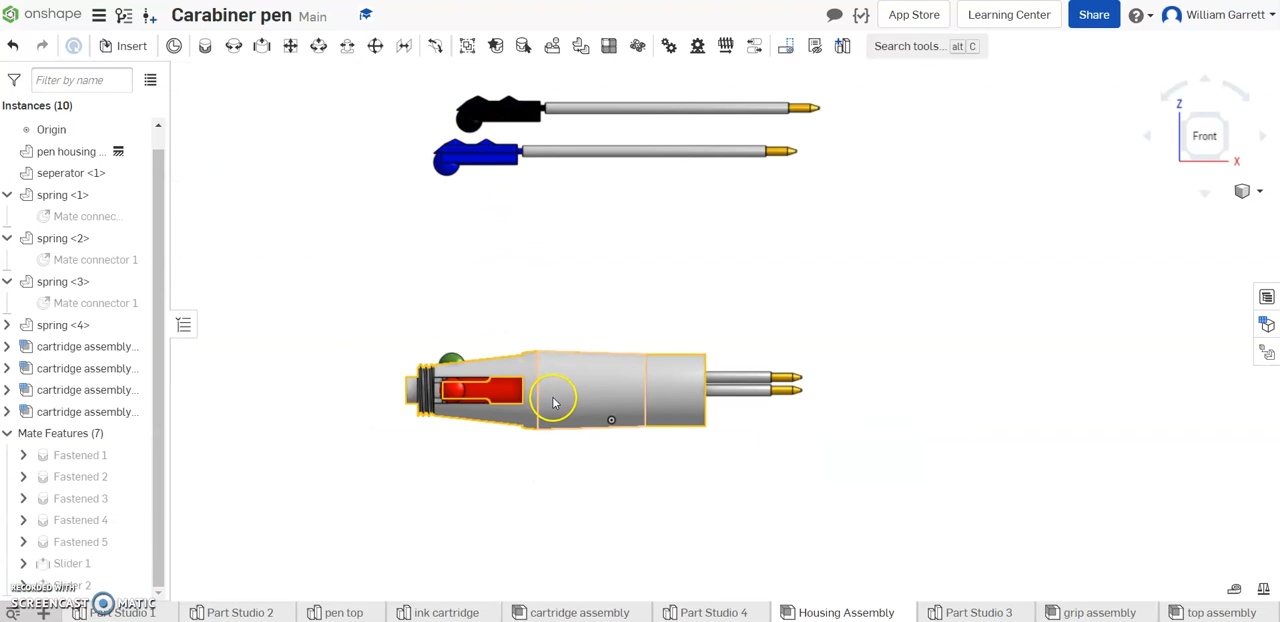 onshape Carabiner pen Main App Store Learning Center Share William Garrett
Insert Search tools... alt C
Filter by name
Instances (10)
Origin
pen housing ...
seperator <1>
spring <1>
Mate connec...
spring <2>
Mate connector 1
spring <3>
Mate connector 1
spring <4>
cartridge assembly...
cartridge assembly...
cartridge assembly...
cartridge assembly...
Mate Features (7)
Fastened 1
Fastened 2
Fastened 3
Fastened 4
Fastened 5
Slider 1
Slider 2
Z
Front
X
RECORDED WITH
SCREENCAST MATIC
Part Studio 1 Part Studio 2 pen top ink cartridge cartridge assembly Part Studio 4 Housing Assembly Part Studio 3 grip assembly top assembly